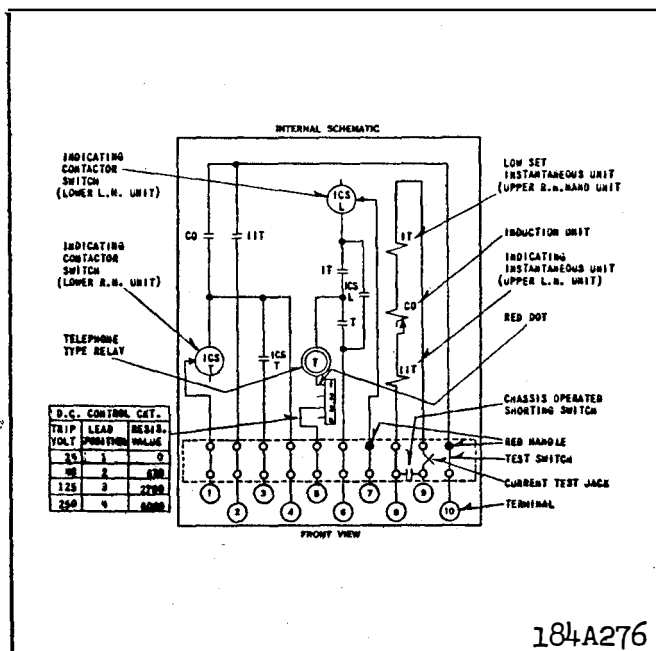 INTERNAL SCHEMATIC
INDICATING
CONTACTOR
SWITCH
(LOWER L.H. UNIT)
INDICATING
CONTACTOR
SWITCH
(LOWER R.H. UNIT)
TELEPHONE
TYPE RELAY
LOW SET
INSTANTANEOUS UNIT
(UPPER R.H. HAND UNIT
INDUCTION UNIT
INDICATING
INSTANTANEOUS UNIT
(UPPER L.H. UNIT)
RED DOT
CHASSIS OPERATED
SHORTING SWITCH
RED HANDLE
TEST SWITCH
CURRENT TEST JACK
TERMINAL
ICS
L
CO
IIT
IT
ICS
L
T
ICS
T
ICS
T
T
IT
CO
IIT
D.C. CONTROL CKT.
TRIP LEAD RESIS.
VOLT POSITION VALUE
1 0
2
125 3 2700
250 4
1 3 4 5 7 9
2 6 8 10
FRONT VIEW
184A276